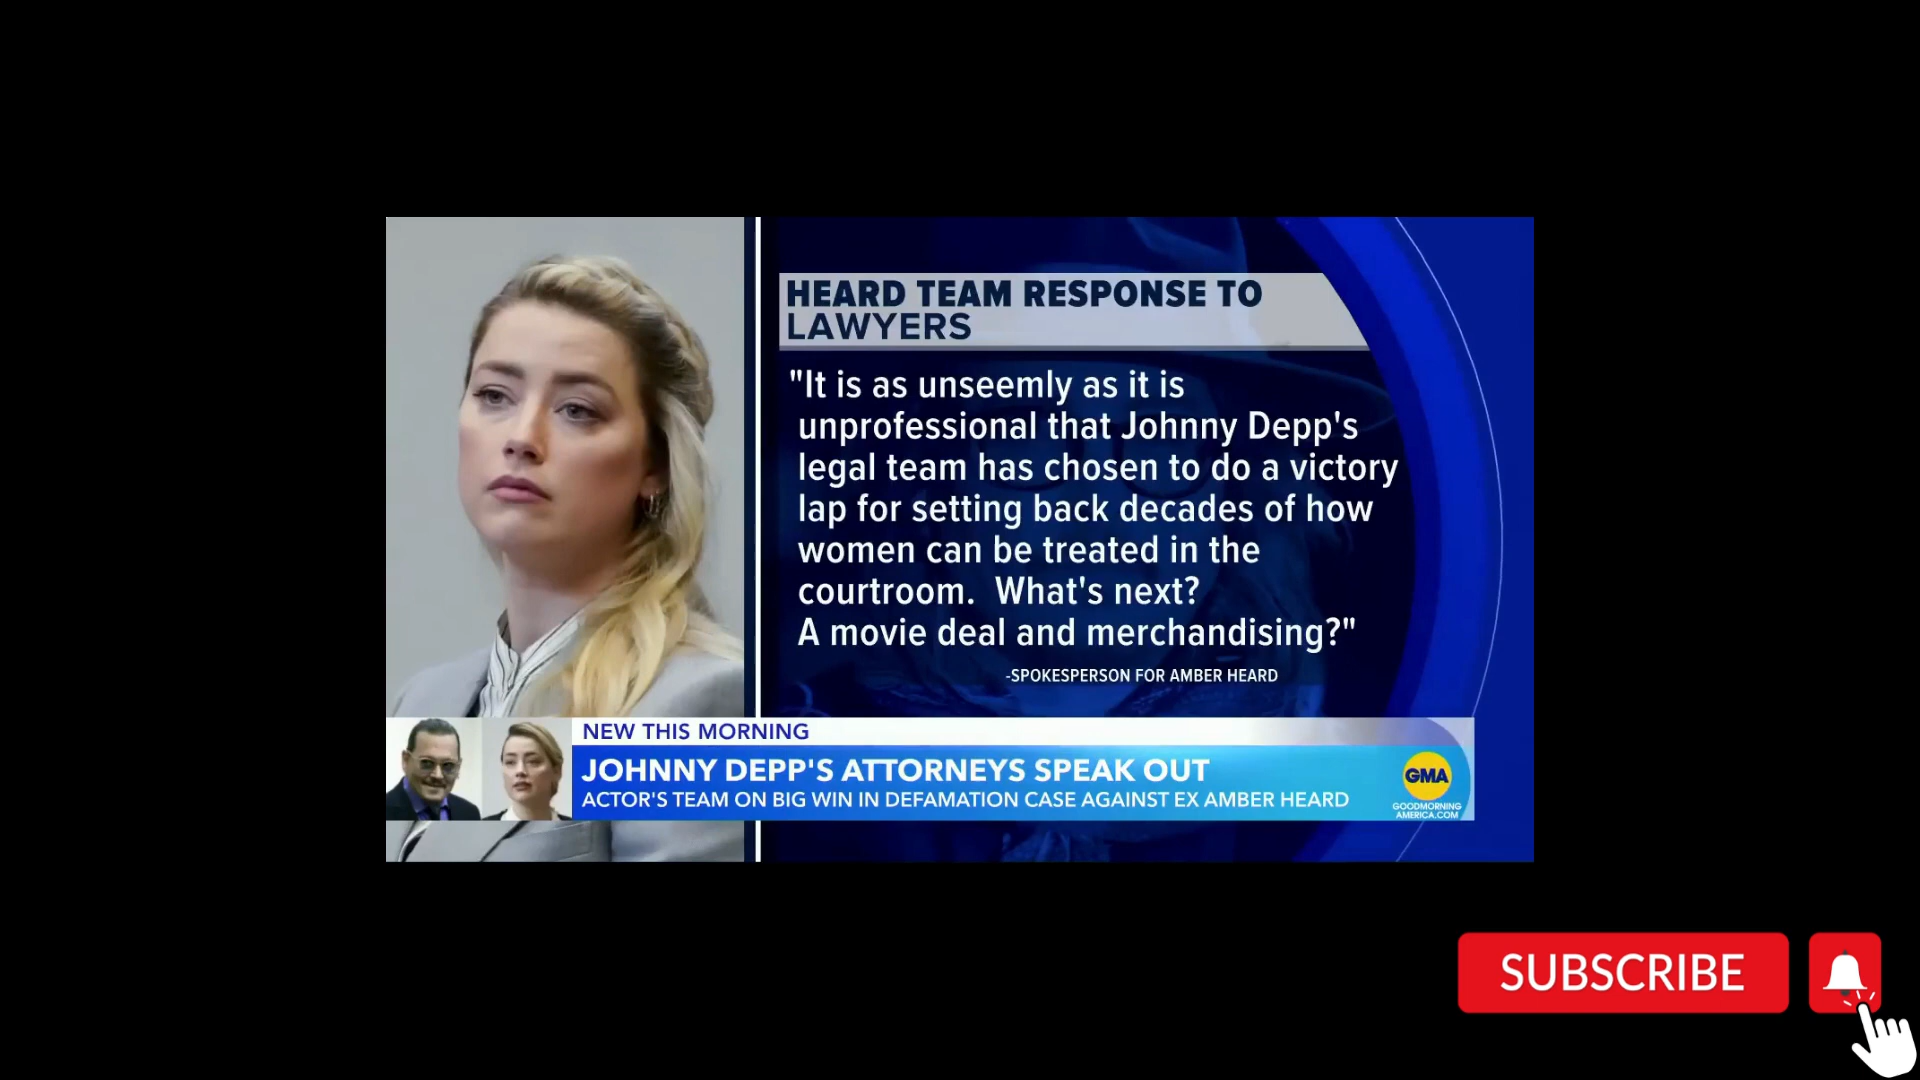 HEARD TEAM RESPONSE TO
LAWYERS
"It is as unseemly as it is
unprofessional that Johnny Depp's
legal team has chosen to do a victory
lap for setting back decades of how
women can be treated in the
courtroom.  What's next?
A movie deal and merchandising?"
-SPOKESPERSON FOR AMBER HEARD
NEW THIS MORNING
JOHNNY DEPP'S ATTORNEYS SPEAK OUT
ACTOR'S TEAM ON BIG WIN IN DEFAMATION CASE AGAINST EX AMBER HEARD
GMA
GOODMORNING
AMERICA.COM
SUBSCRIBE